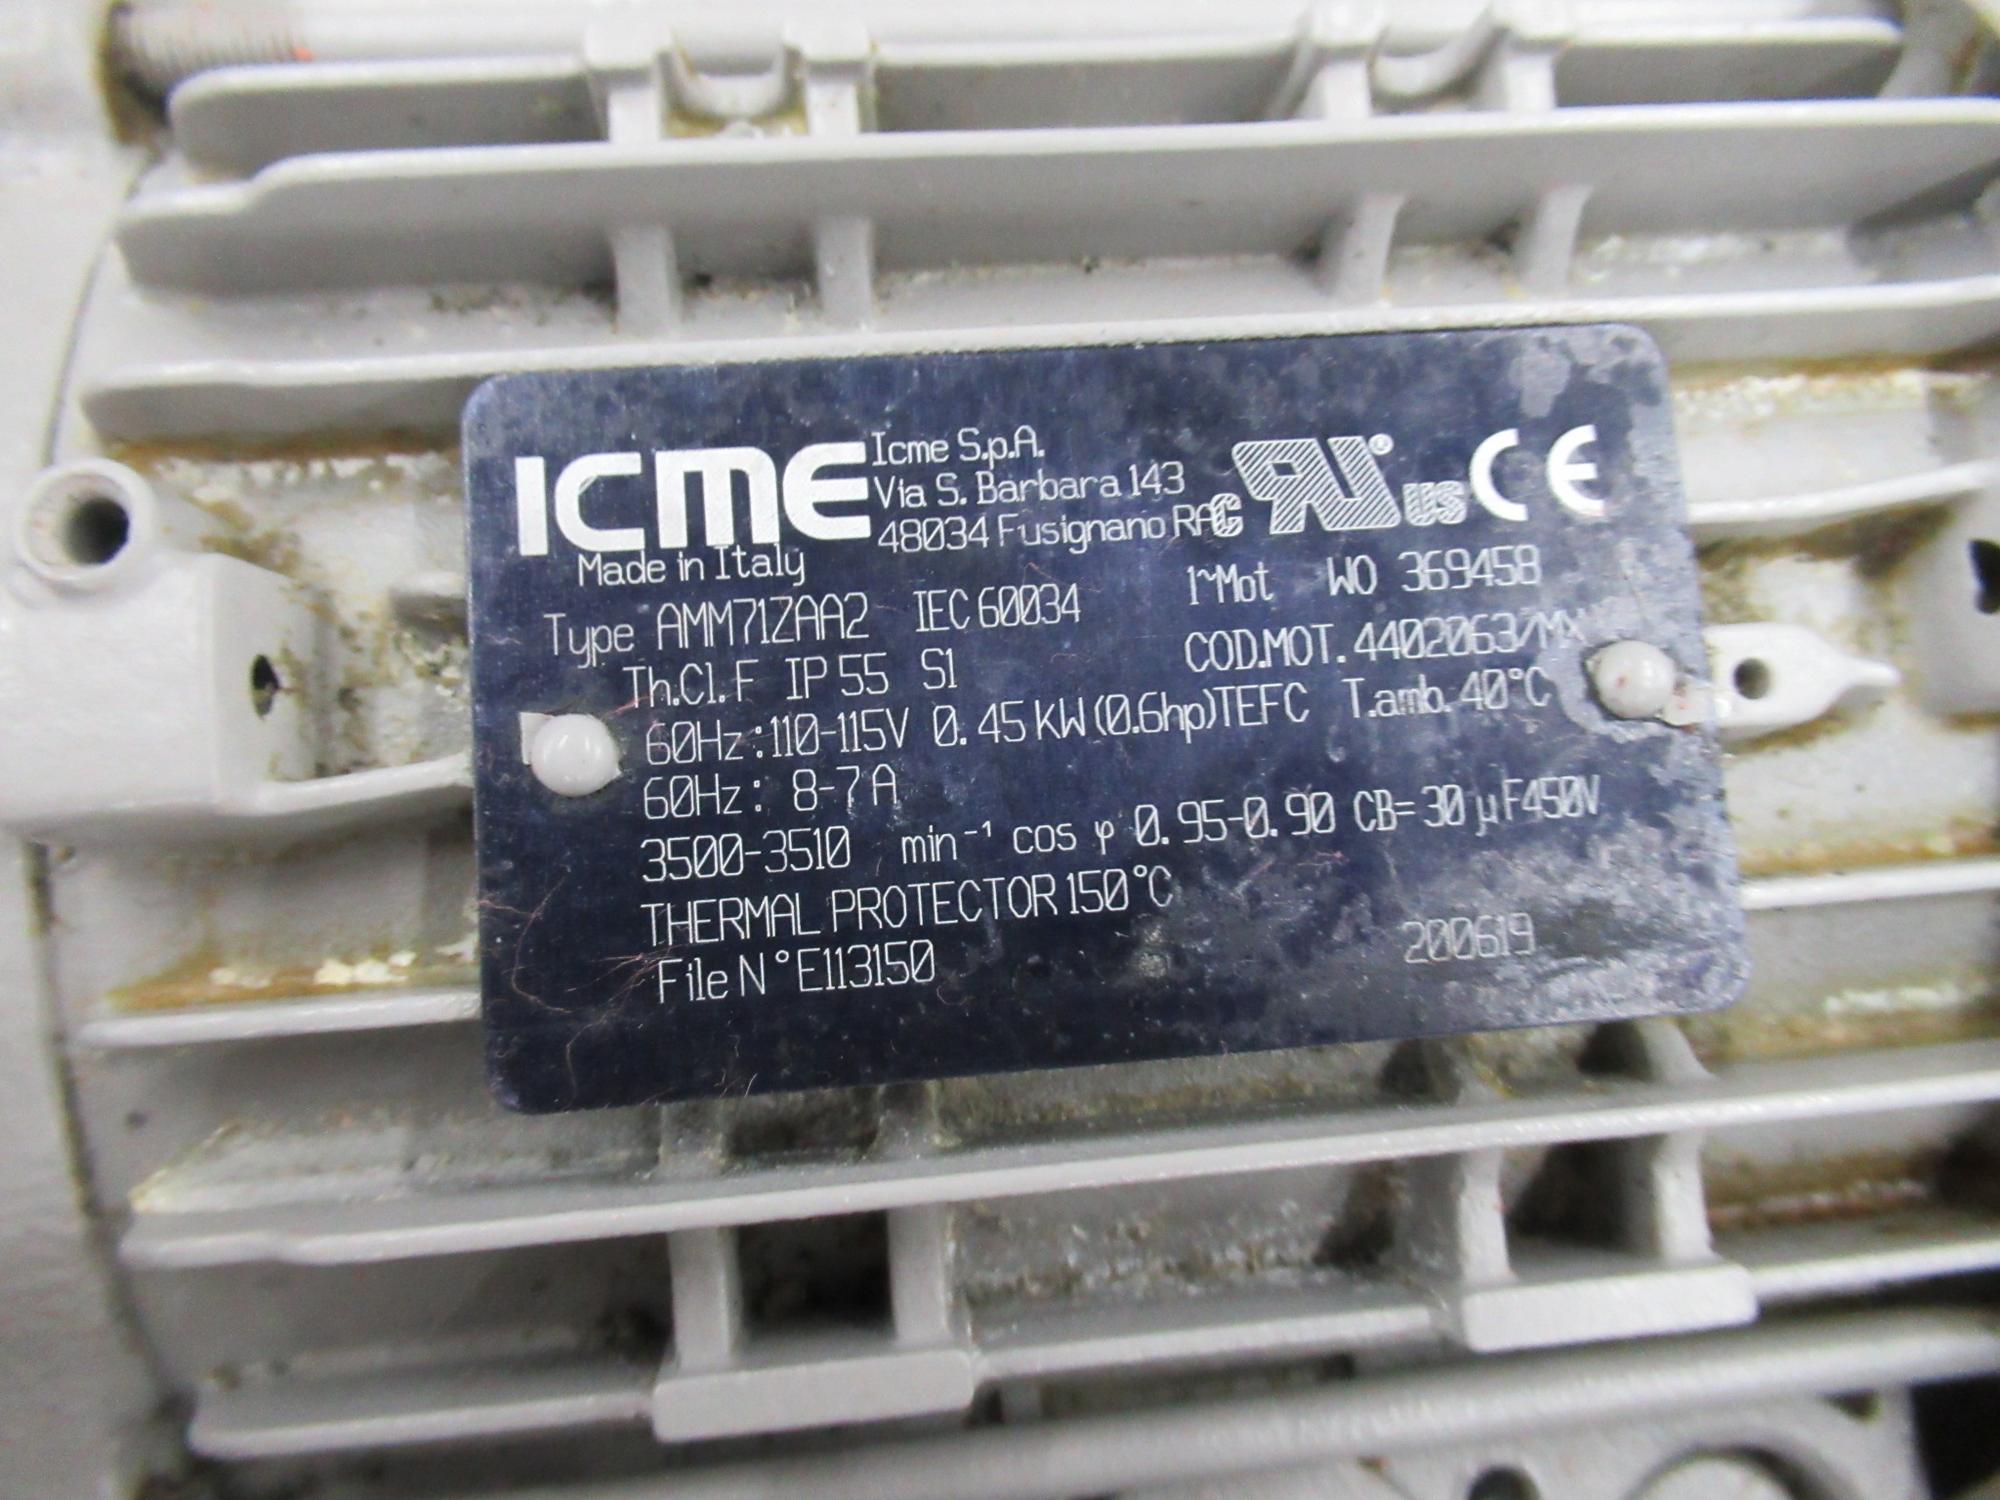 ICME
Icme S.p.A.
Via S. Barbara 143
48034 Fusignano RA
c RU ® us CE
Made in Italy
Type AMM71ZAA2 IEC 60034 1~Mot WO 369458
Th.Cl.F IP 55 S1 COD.MOT. 4402063/MX
60Hz: 110-115V 0.45 KW (0.6hp) TEFC T.amb. 40°C
60Hz: 8-7 A
3500-3510 min⁻¹ cos φ 0.95-0.90 CB= 30 µF450V
THERMAL PROTECTOR 150°C
File N° E113150 200619